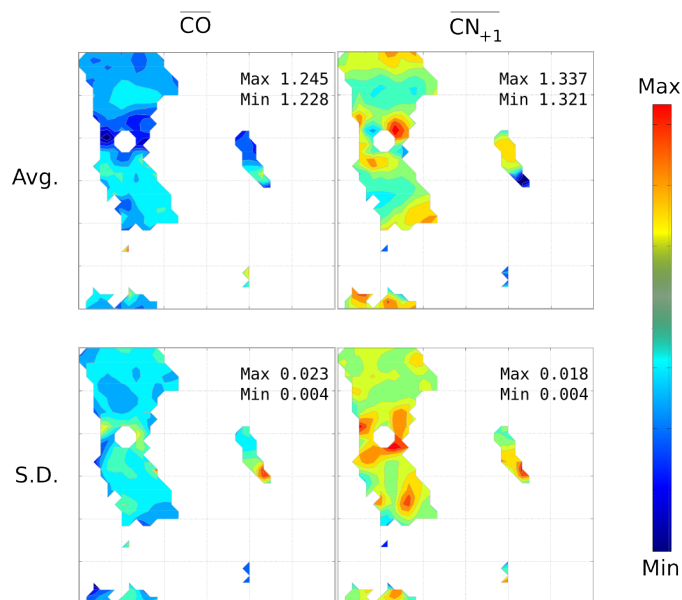 CO CN+1
Max 1.245 Max 1.337
Min 1.228 Min 1.321
Max
Avg.
Max 0.023 Max 0.018
Min 0.004 Min 0.004
S.D.
Min